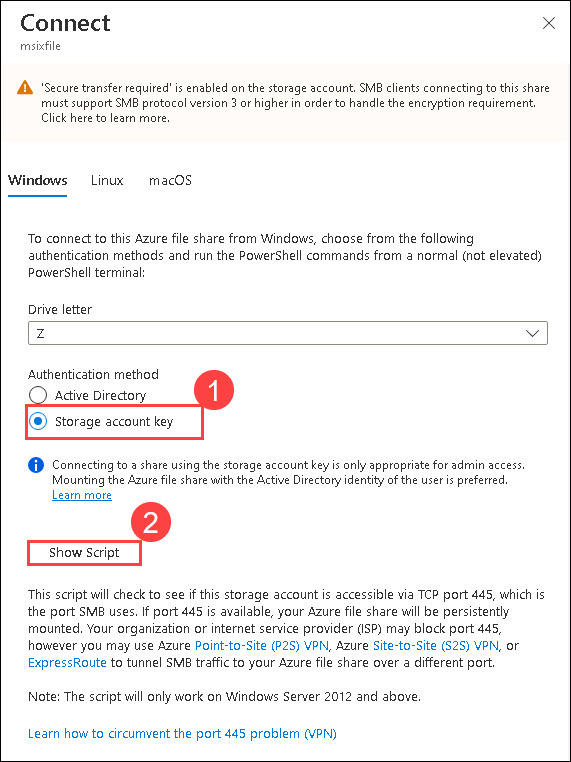 Connect
msixfile
'Secure transfer required' is enabled on the storage account. SMB clients connecting to this share
must support SMB protocol version 3 or higher in order to handle the encryption requirement.
Click here to learn more.
Windows Linux macOS
To connect to this Azure file share from Windows, choose from the following
authentication methods and run the PowerShell commands from a normal (not elevated)
PowerShell terminal:
Drive letter
Z
Authentication method
1
Active Directory
Storage account key
Connecting to a share using the storage account key is only appropriate for admin access.
Mounting the Azure file share with the Active Directory identity of the user is preferred.
Learn more
2
Show Script
This script will check to see if this storage account is accessible via TCP port 445, which is
the port SMB uses. If port 445 is available, your Azure file share will be persistently
mounted. Your organization or internet service provider (ISP) may block port 445,
however you may use Azure Point-to-Site (P2S) VPN, Azure Site-to-Site (S2S) VPN, or
ExpressRoute to tunnel SMB traffic to your Azure file share over a different port.
Note: The script will only work on Windows Server 2012 and above.
Learn how to circumvent the port 445 problem (VPN)